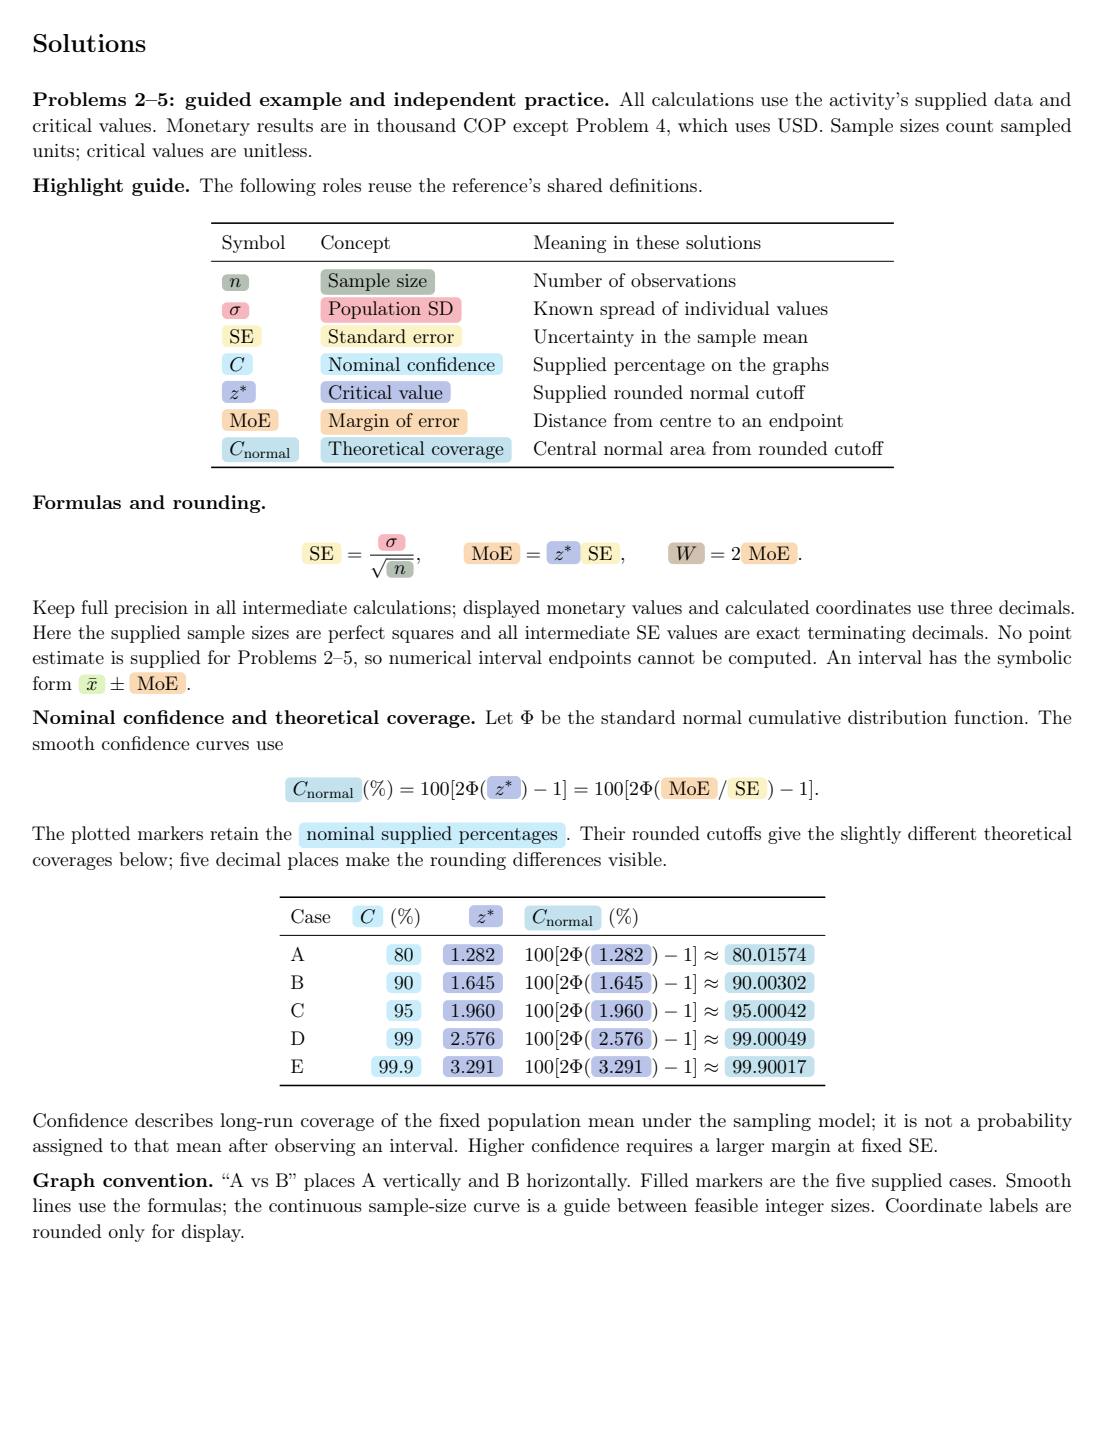 Solutions
Problems 2–5: guided example and independent practice. All calculations use the activity's supplied data and
critical values. Monetary results are in thousand COP except Problem 4, which uses USD. Sample sizes count sampled
units; critical values are unitless.
Highlight guide. The following roles reuse the reference's shared definitions.
Symbol Concept Meaning in these solutions
n Sample size Number of observations
σ Population SD Known spread of individual values
SE Standard error Uncertainty in the sample mean
C Nominal confidence Supplied percentage on the graphs
z* Critical value Supplied rounded normal cutoff
MoE Margin of error Distance from centre to an endpoint
C_normal Theoretical coverage Central normal area from rounded cutoff
Formulas and rounding.
SE = σ/√n, MoE = z* SE, W = 2 MoE.
Keep full precision in all intermediate calculations; displayed monetary values and calculated coordinates use three decimals.
Here the supplied sample sizes are perfect squares and all intermediate SE values are exact terminating decimals. No point
estimate is supplied for Problems 2–5, so numerical interval endpoints cannot be computed. An interval has the symbolic
form x̄ ± MoE.
Nominal confidence and theoretical coverage. Let Φ be the standard normal cumulative distribution function. The
smooth confidence curves use
C_normal (%) = 100[2Φ( z* ) − 1] = 100[2Φ( MoE / SE ) − 1].
The plotted markers retain the nominal supplied percentages. Their rounded cutoffs give the slightly different theoretical
coverages below; five decimal places make the rounding differences visible.
Case C (%) z* C_normal (%)
A 80 1.282 100[2Φ( 1.282 ) − 1] ≈ 80.01574
B 90 1.645 100[2Φ( 1.645 ) − 1] ≈ 90.00302
C 95 1.960 100[2Φ( 1.960 ) − 1] ≈ 95.00042
D 99 2.576 100[2Φ( 2.576 ) − 1] ≈ 99.00049
E 99.9 3.291 100[2Φ( 3.291 ) − 1] ≈ 99.90017
Confidence describes long-run coverage of the fixed population mean under the sampling model; it is not a probability
assigned to that mean after observing an interval. Higher confidence requires a larger margin at fixed SE.
Graph convention. “A vs B” places A vertically and B horizontally. Filled markers are the five supplied cases. Smooth
lines use the formulas; the continuous sample-size curve is a guide between feasible integer sizes. Coordinate labels are
rounded only for display.